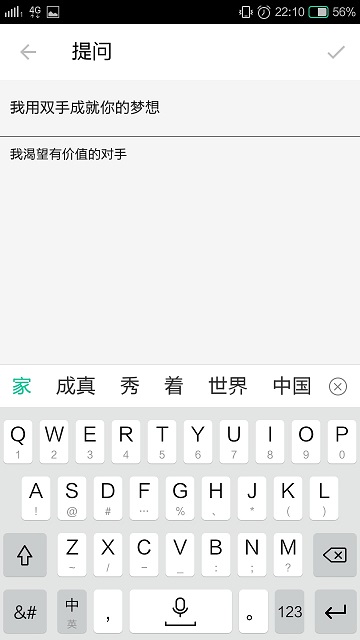 4G 22:10 56%
提问
我用双手成就你的梦想
我渴望有价值的对手
家 成真 秀 着 世界 中国
Q W E R T Y U I O P
1 2 3 4 5 6 7 8 9 0
A S D F G H J K L
! @ # … % 、 * ( )
Z X C V B N M
~ / - _ : ; ?
&# 中 , 。 123
英